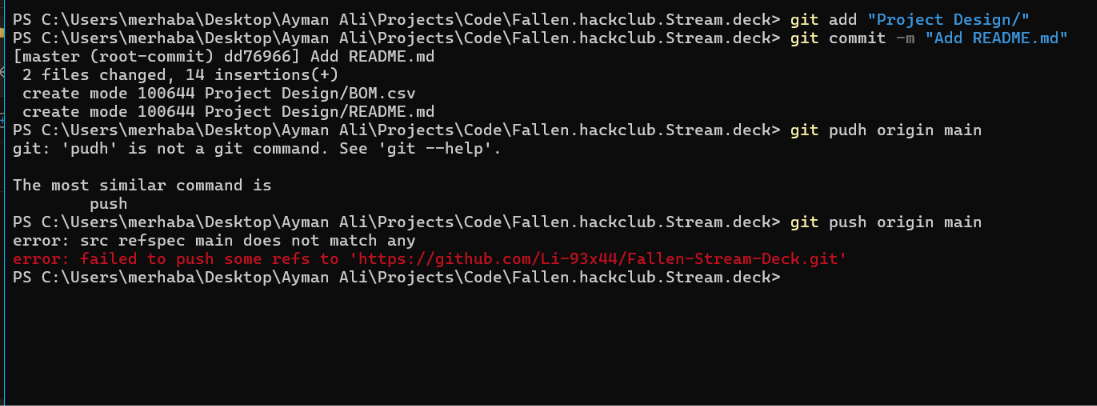 PS C:\Users\merhaba\Desktop\Ayman Ali\Projects\Code\Fallen.hackclub.Stream.deck> git add "Project Design/"
PS C:\Users\merhaba\Desktop\Ayman Ali\Projects\Code\Fallen.hackclub.Stream.deck> git commit -m "Add README.md"
[master (root-commit) dd76966] Add README.md
 2 files changed, 14 insertions(+)
 create mode 100644 Project Design/BOM.csv
 create mode 100644 Project Design/README.md
PS C:\Users\merhaba\Desktop\Ayman Ali\Projects\Code\Fallen.hackclub.Stream.deck> git pudh origin main
git: 'pudh' is not a git command. See 'git --help'.

The most similar command is
        push
PS C:\Users\merhaba\Desktop\Ayman Ali\Projects\Code\Fallen.hackclub.Stream.deck> git push origin main
error: src refspec main does not match any
error: failed to push some refs to 'https://github.com/Li-93x44/Fallen-Stream-Deck.git'
PS C:\Users\merhaba\Desktop\Ayman Ali\Projects\Code\Fallen.hackclub.Stream.deck>